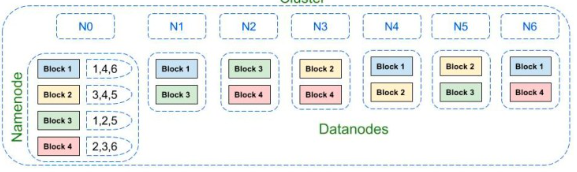 Cluster
N0 N1 N2 N3 N4 N5 N6
Namenode
Block 1 1,4,6
Block 2 3,4,5
Block 3 1,2,5
Block 4 2,3,6
Block 1
Block 3
Block 3
Block 4
Block 2
Block 4
Block 1
Block 2
Block 2
Block 3
Block 1
Block 4
Datanodes